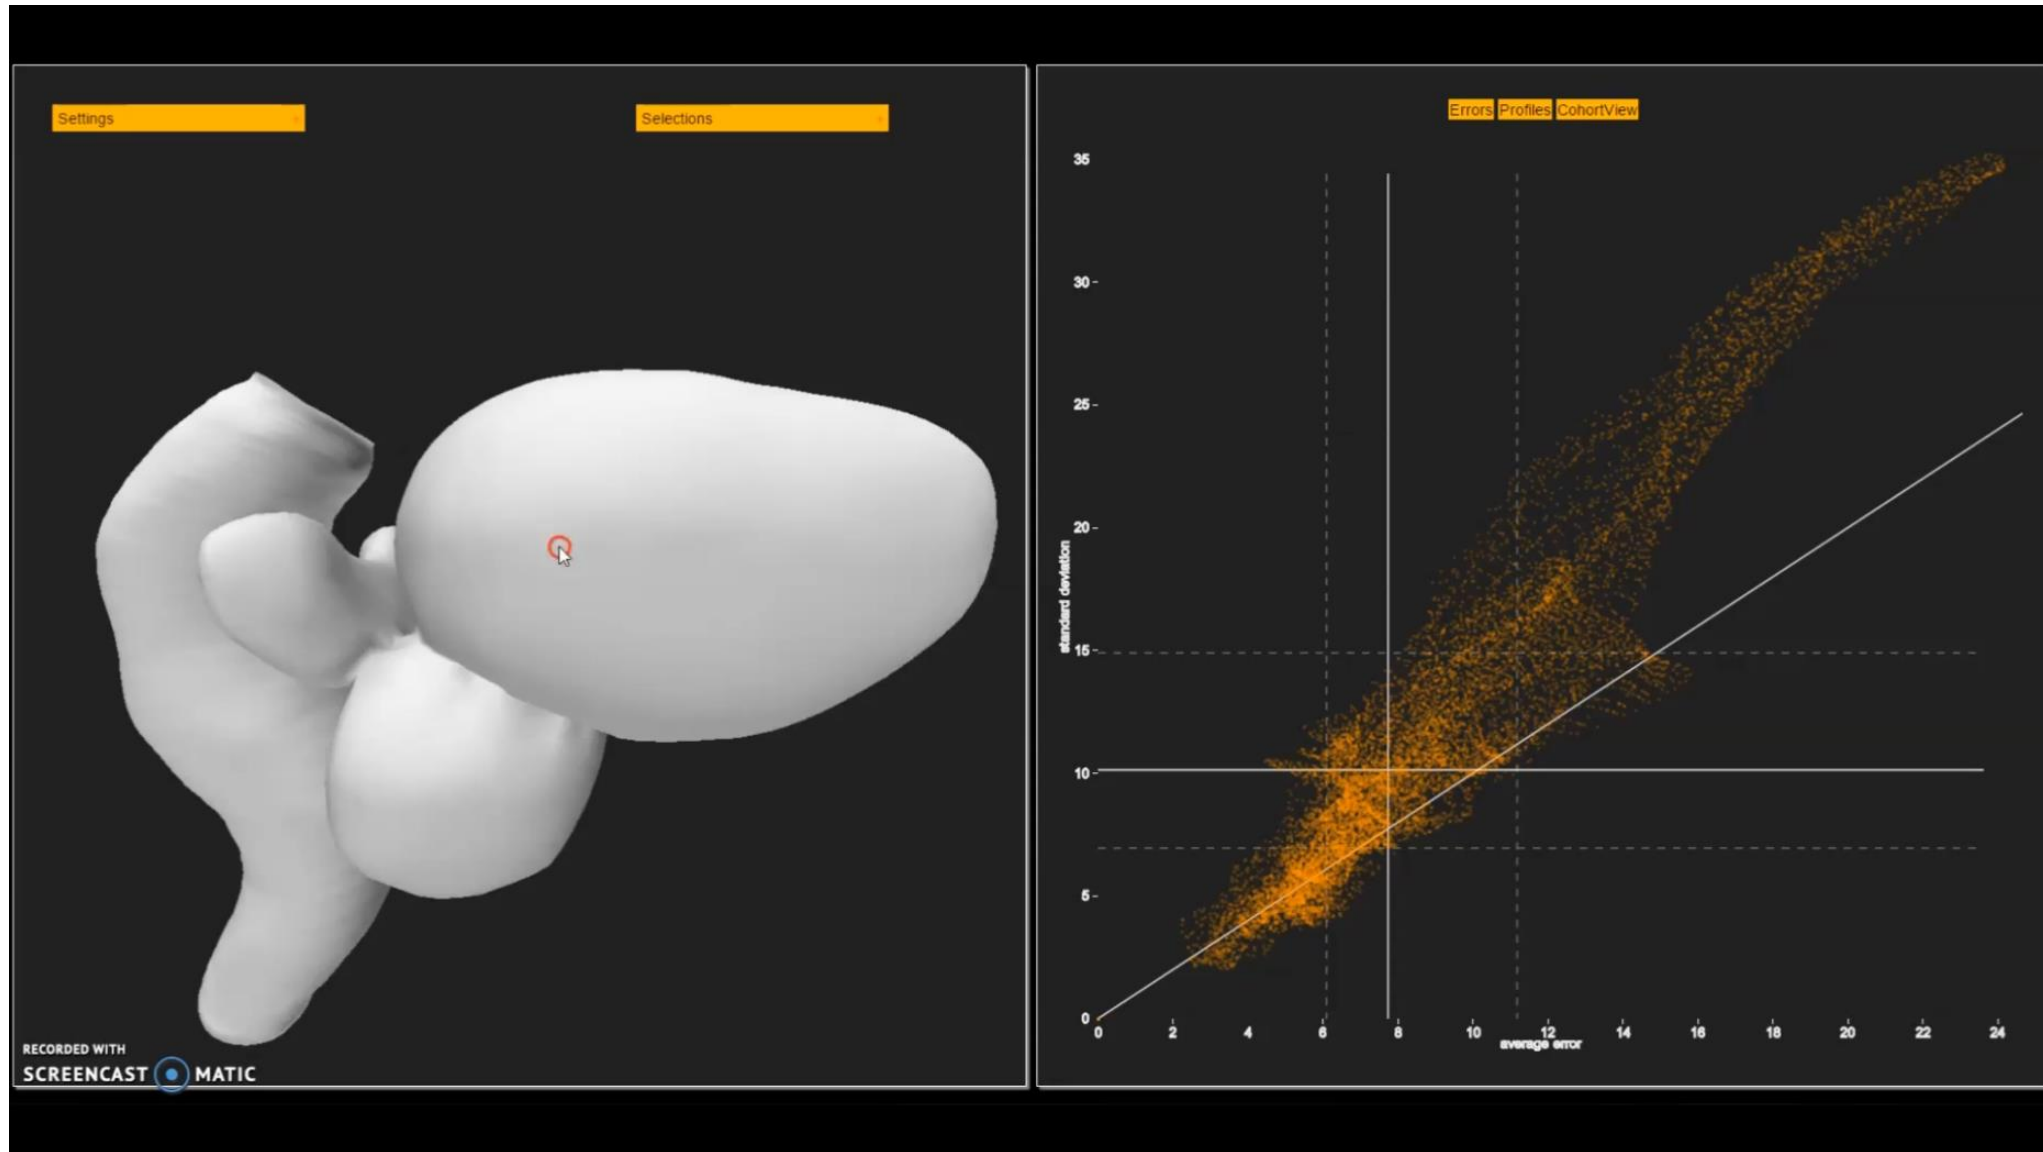 Settings
Selections
Errors Profiles CohortView
35
30
25
20
standard deviation
15
10
5
0
0 2 4 6 8 10 12 14 16 18 20 22 24
average error
RECORDED WITH
SCREENCAST MATIC